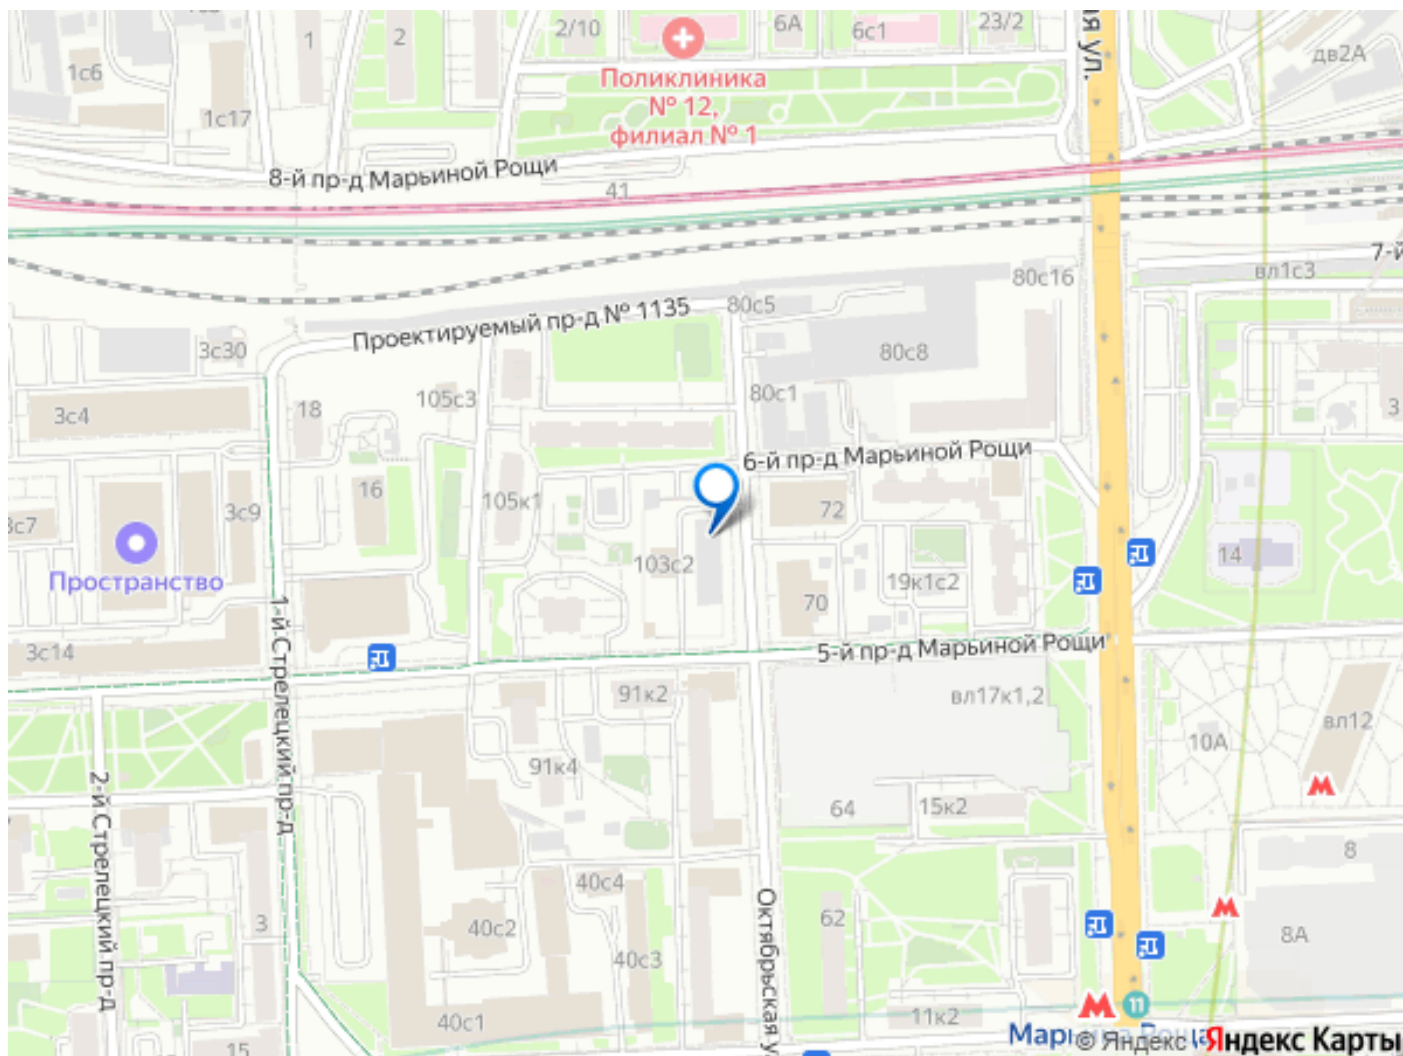 1
2
2/10
6А
6с1
23/2
дв2А
ул.
1с6
1с17
Поликлиника
№ 12,
филиал № 1
8-й пр-д Марьиной Рощи
41
80с16
вл1с3
7-й
Проектируемый пр-д № 1135
80с5
3с30
80с8
80с1
105с3
18
3с4
3
6-й пр-д Марьиной Рощи
16
105к1
72
3с9
3с7
14
Пространство
103с2
19к1с2
70
1-й Стрелецкий пр-д
5-й пр-д Марьиной Рощи
3с14
91к2
вл17к1,2
вл12
10А
91к4
2-й Стрелецкий пр-д
64
15к2
8
40с4
Октябрьская у
62
3
40с2
8А
40с3
11
11к2
40с1
Марьина Роща
© Яндекс Яндекс Карты
15